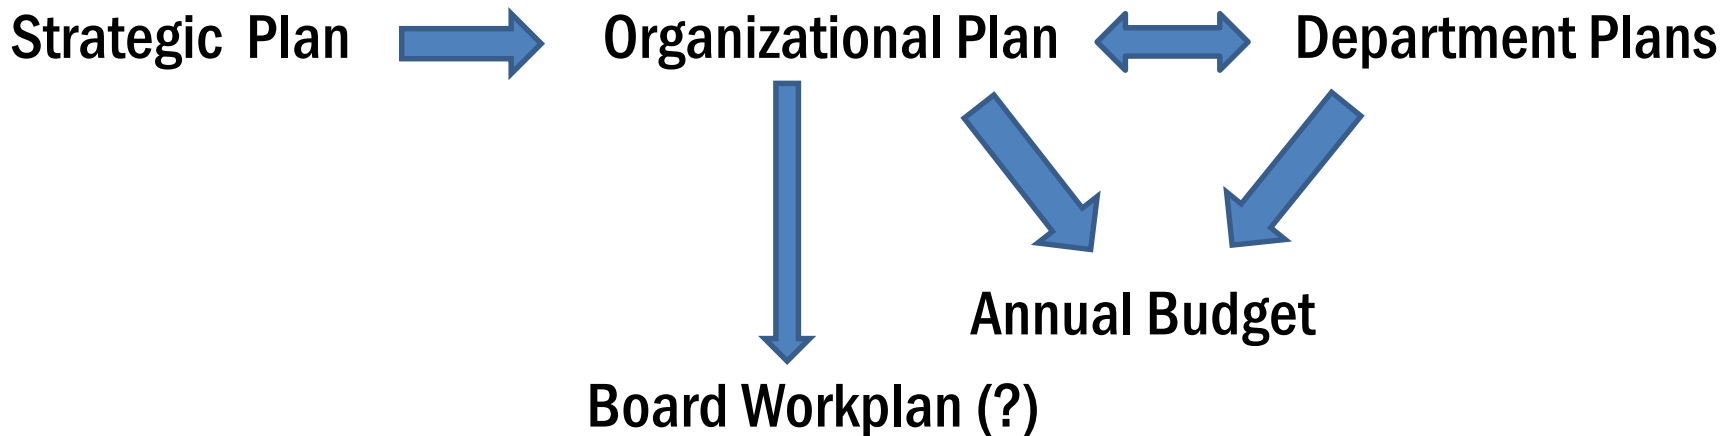 Strategic Plan
Organizational Plan
Department Plans
Annual Budget
Board Workplan (?)